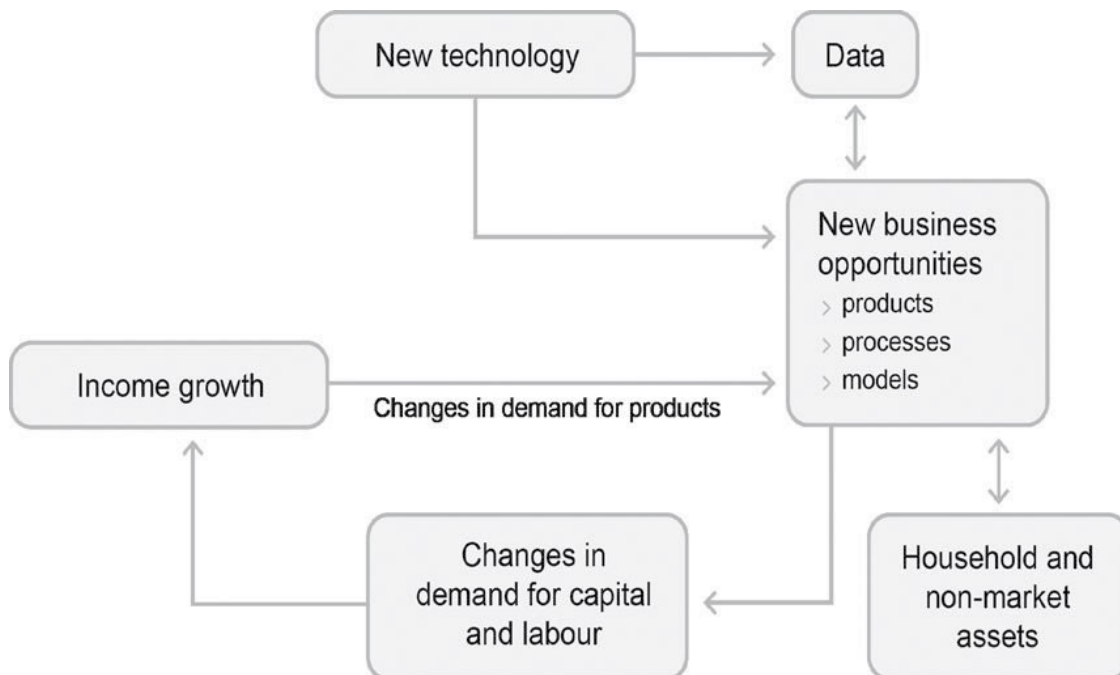 New technology
Data
New business
opportunities
> products
> processes
> models
Income growth
Changes in demand for products
Changes in
demand for capital
and labour
Household and
non-market
assets